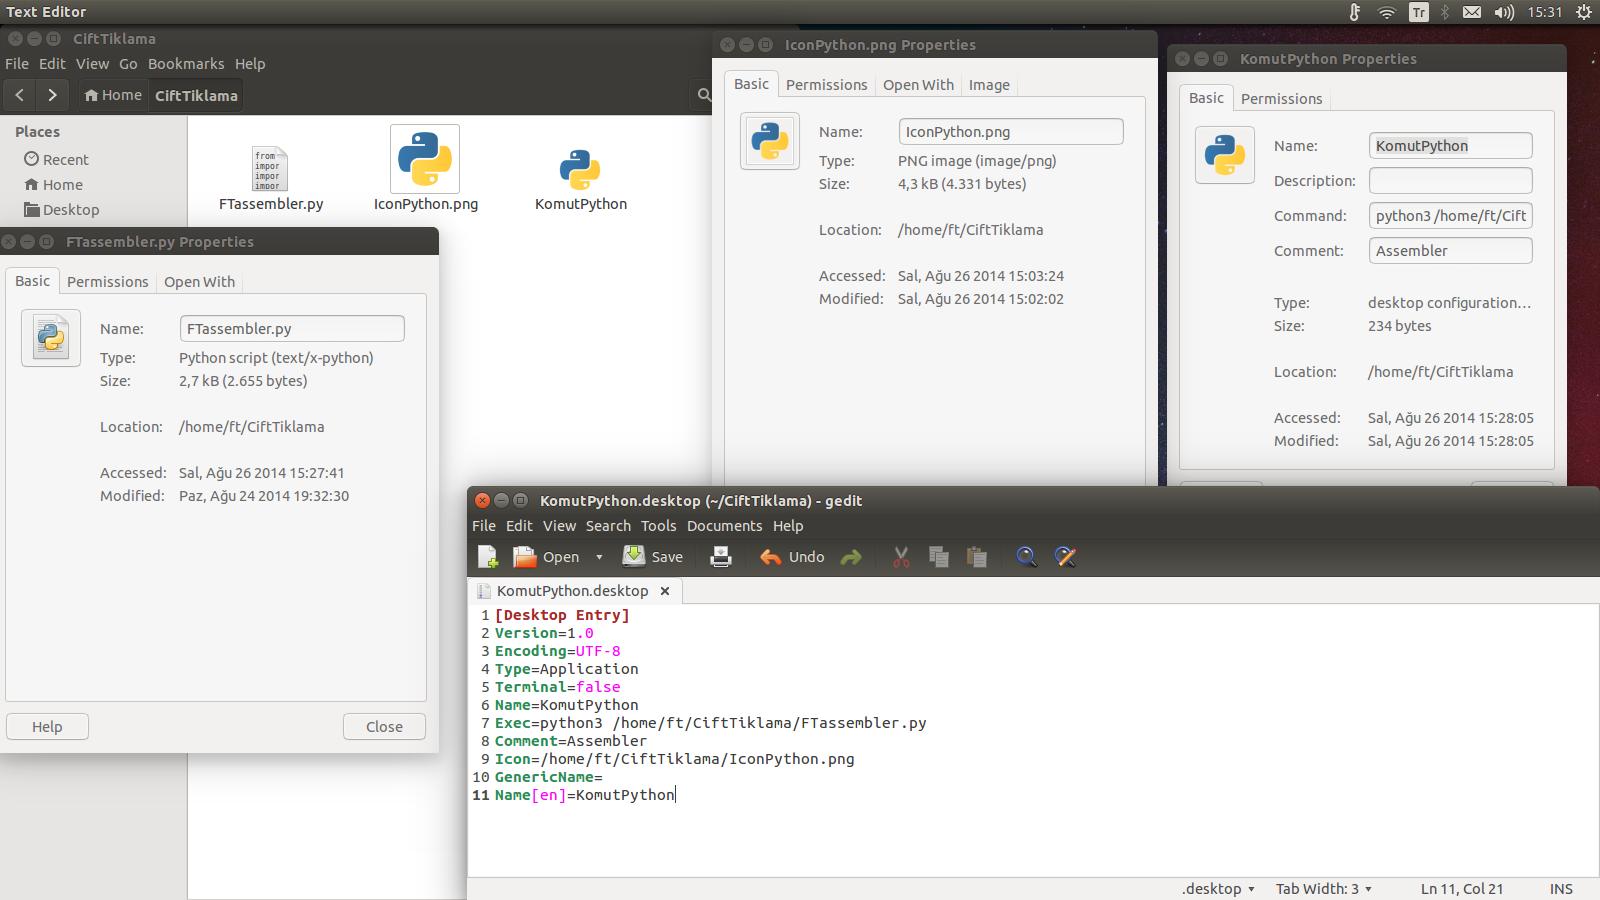 Text Editor
Tr
15:31
CiftTiklama
File Edit View Go Bookmarks Help
Home
CiftTiklama
Places
Recent
Home
Desktop
from
impor
impor
impor
FTassembler.py
IconPython.png
KomutPython
FTassembler.py Properties
Basic
Permissions
Open With
Name:
FTassembler.py
Type:
Python script (text/x-python)
Size:
2,7 kB (2.655 bytes)
Location:
/home/ft/CiftTiklama
Accessed:
Sal, Ağu 26 2014 15:27:41
Modified:
Paz, Ağu 24 2014 19:32:30
Help
Close
IconPython.png Properties
Basic
Permissions
Open With
Image
Name:
IconPython.png
Type:
PNG image (image/png)
Size:
4,3 kB (4.331 bytes)
Location:
/home/ft/CiftTiklama
Accessed:
Sal, Ağu 26 2014 15:03:24
Modified:
Sal, Ağu 26 2014 15:02:02
KomutPython Properties
Basic
Permissions
Name:
KomutPython
Description:
Command:
python3 /home/ft/Cift
Comment:
Assembler
Type:
desktop configuration...
Size:
234 bytes
Location:
/home/ft/CiftTiklama
Accessed:
Sal, Ağu 26 2014 15:28:05
Modified:
Sal, Ağu 26 2014 15:28:05
KomutPython.desktop (~/CiftTiklama) - gedit
File Edit View Search Tools Documents Help
Open
Save
Undo
KomutPython.desktop
1 [Desktop Entry]
2 Version=1.0
3 Encoding=UTF-8
4 Type=Application
5 Terminal=false
6 Name=KomutPython
7 Exec=python3 /home/ft/CiftTiklama/FTassembler.py
8 Comment=Assembler
9 Icon=/home/ft/CiftTiklama/IconPython.png
10 GenericName=
11 Name[en]=KomutPython
.desktop
Tab Width: 3
Ln 11, Col 21
INS